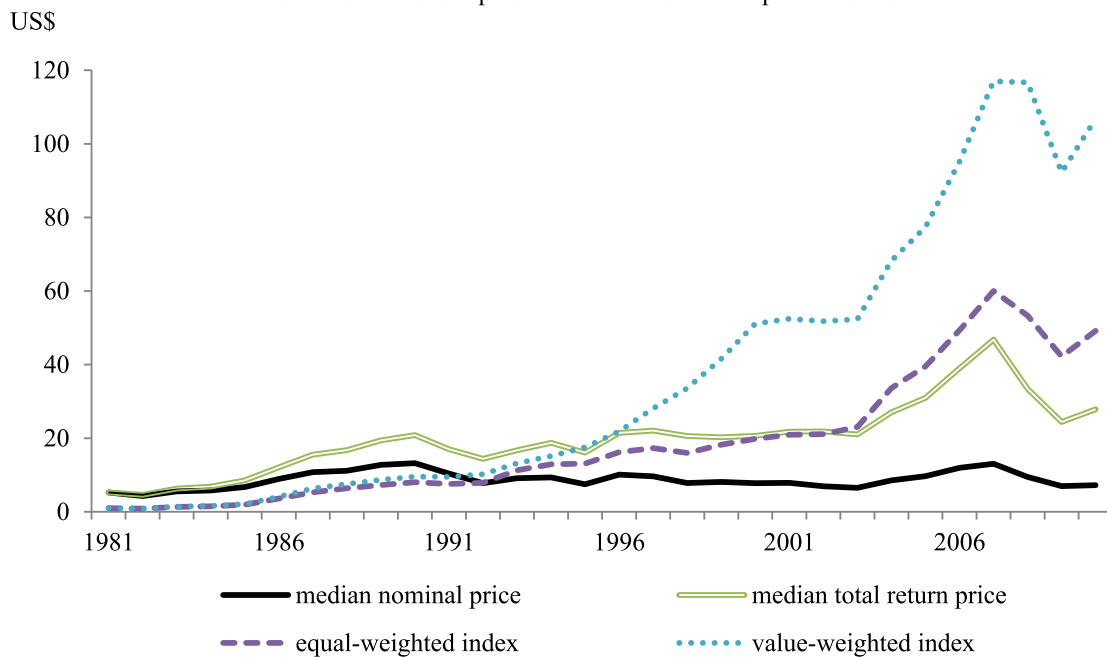 US$
120
100
80
60
40
20
0
1981 1986 1991 1996 2001 2006
median nominal price median total return price
equal-weighted index value-weighted index